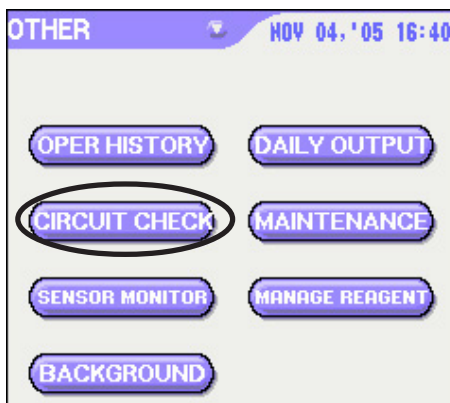 OTHER NOV 04,'05 16:40
OPER HISTORY DAILY OUTPUT
CIRCUIT CHECK MAINTENANCE
SENSOR MONITOR MANAGE REAGENT
BACKGROUND